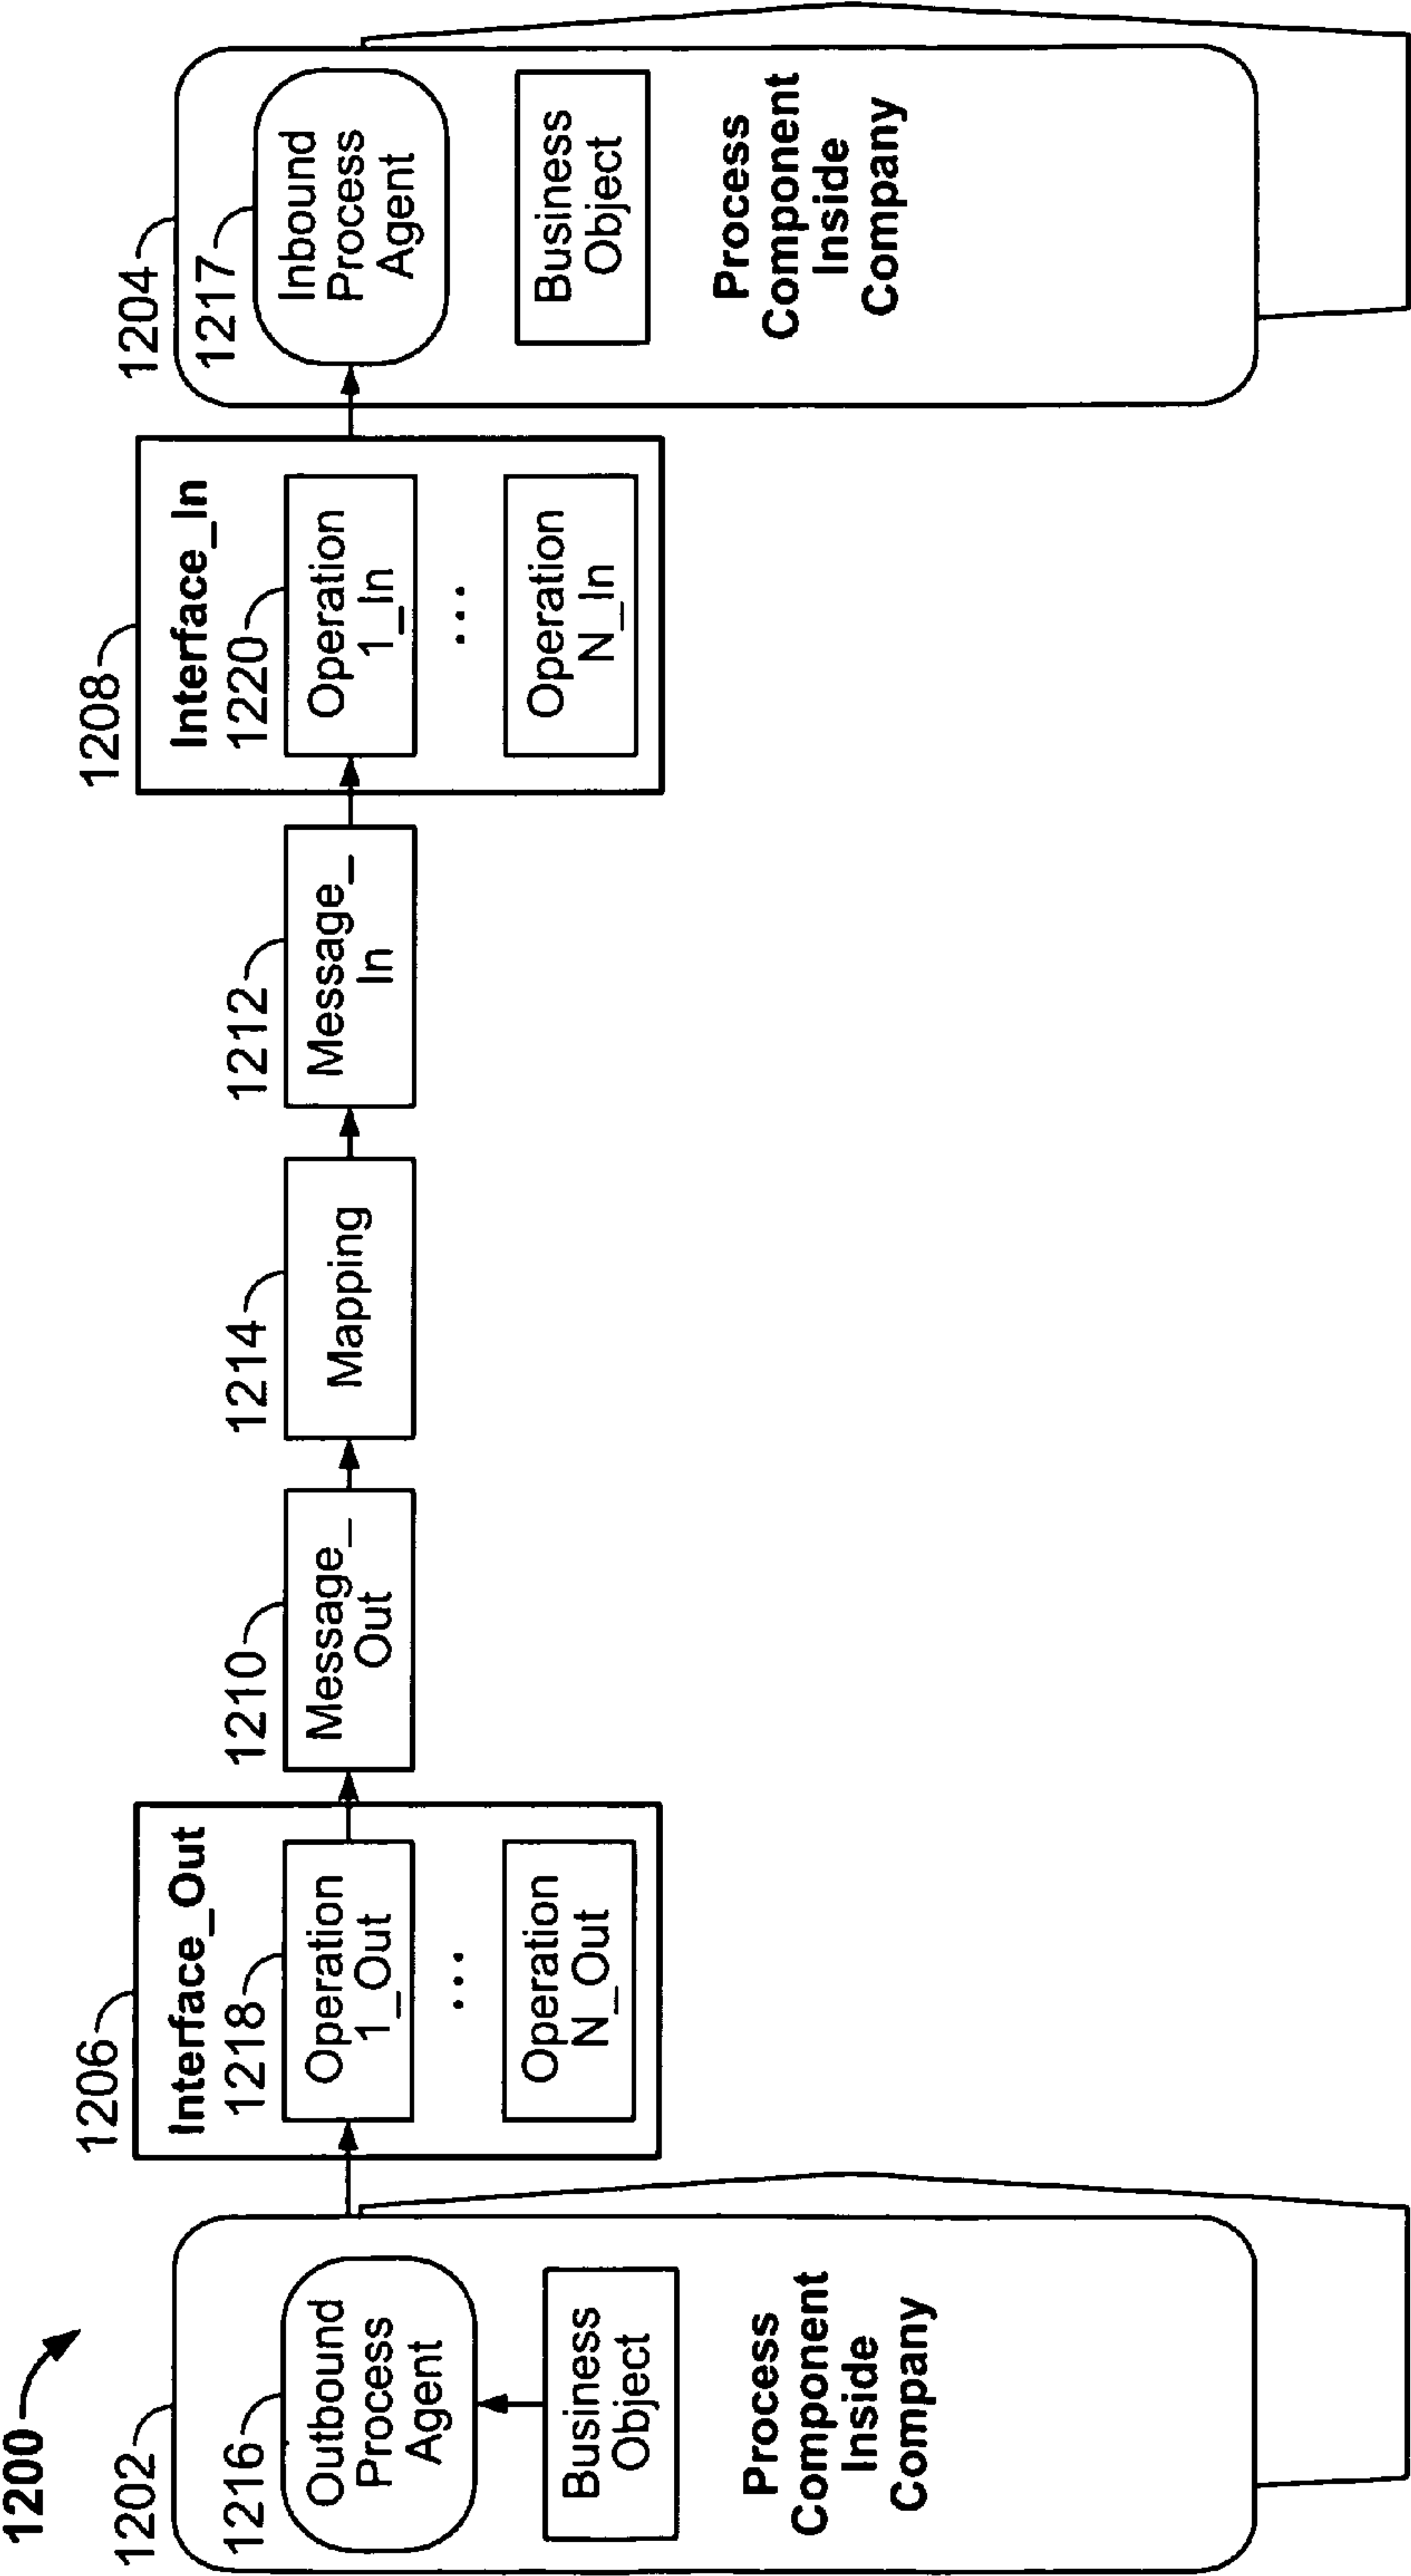 1200
1202
1216
Outbound
Process
Agent
Business
Object
Process
Component
Inside
Company
1206
Interface_Out
1218
Operation
1_Out
...
Operation
N_Out
1210
Message_
Out
1214
Mapping
1212
Message_
In
1208
Interface_In
1220
Operation
1_In
...
Operation
N_In
1204
1217
Inbound
Process
Agent
Business
Object
Process
Component
Inside
Company